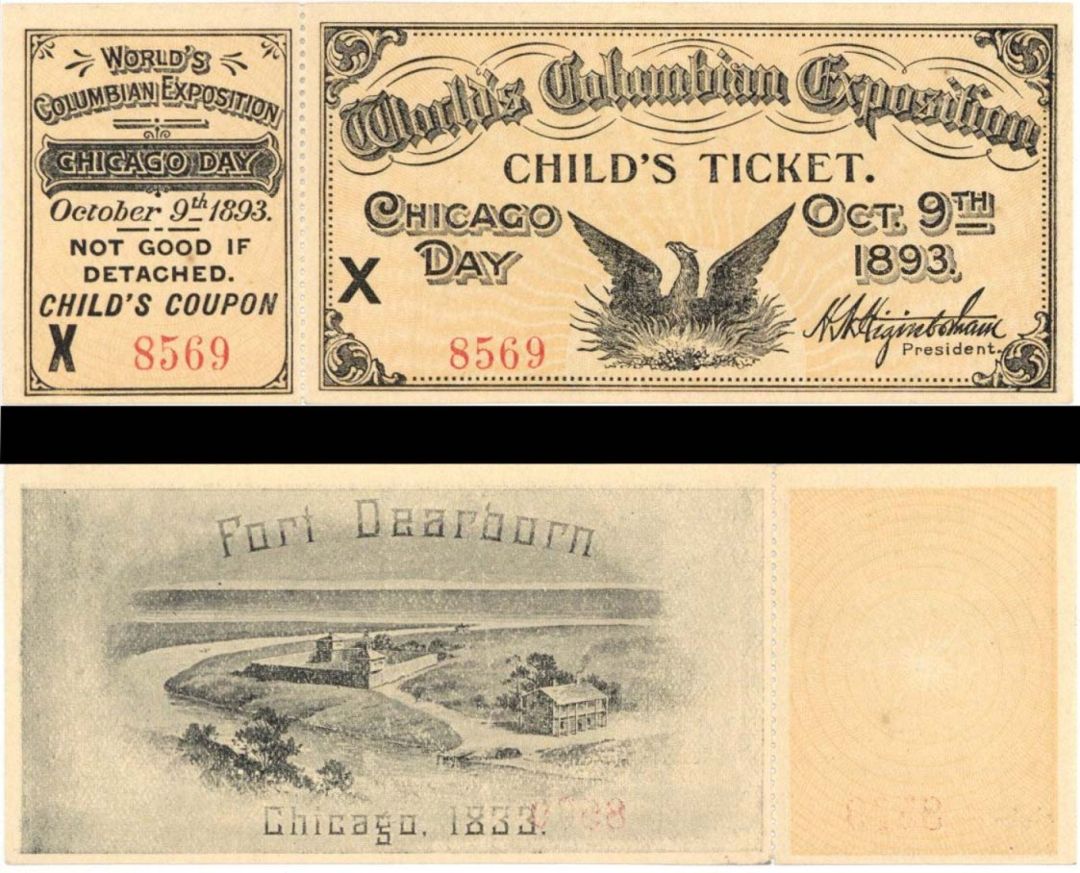 WORLD'S
COLUMBIAN EXPOSITION
CHICAGO DAY
October 9th 1893.
NOT GOOD IF
DETACHED.
CHILD'S COUPON
X 8569
World's Columbian Exposition
CHILD'S TICKET.
CHICAGO DAY
OCT. 9TH 1893.
X
8569
H.N. Higinbotham
President.
Fort Dearborn
Chicago, 1833.